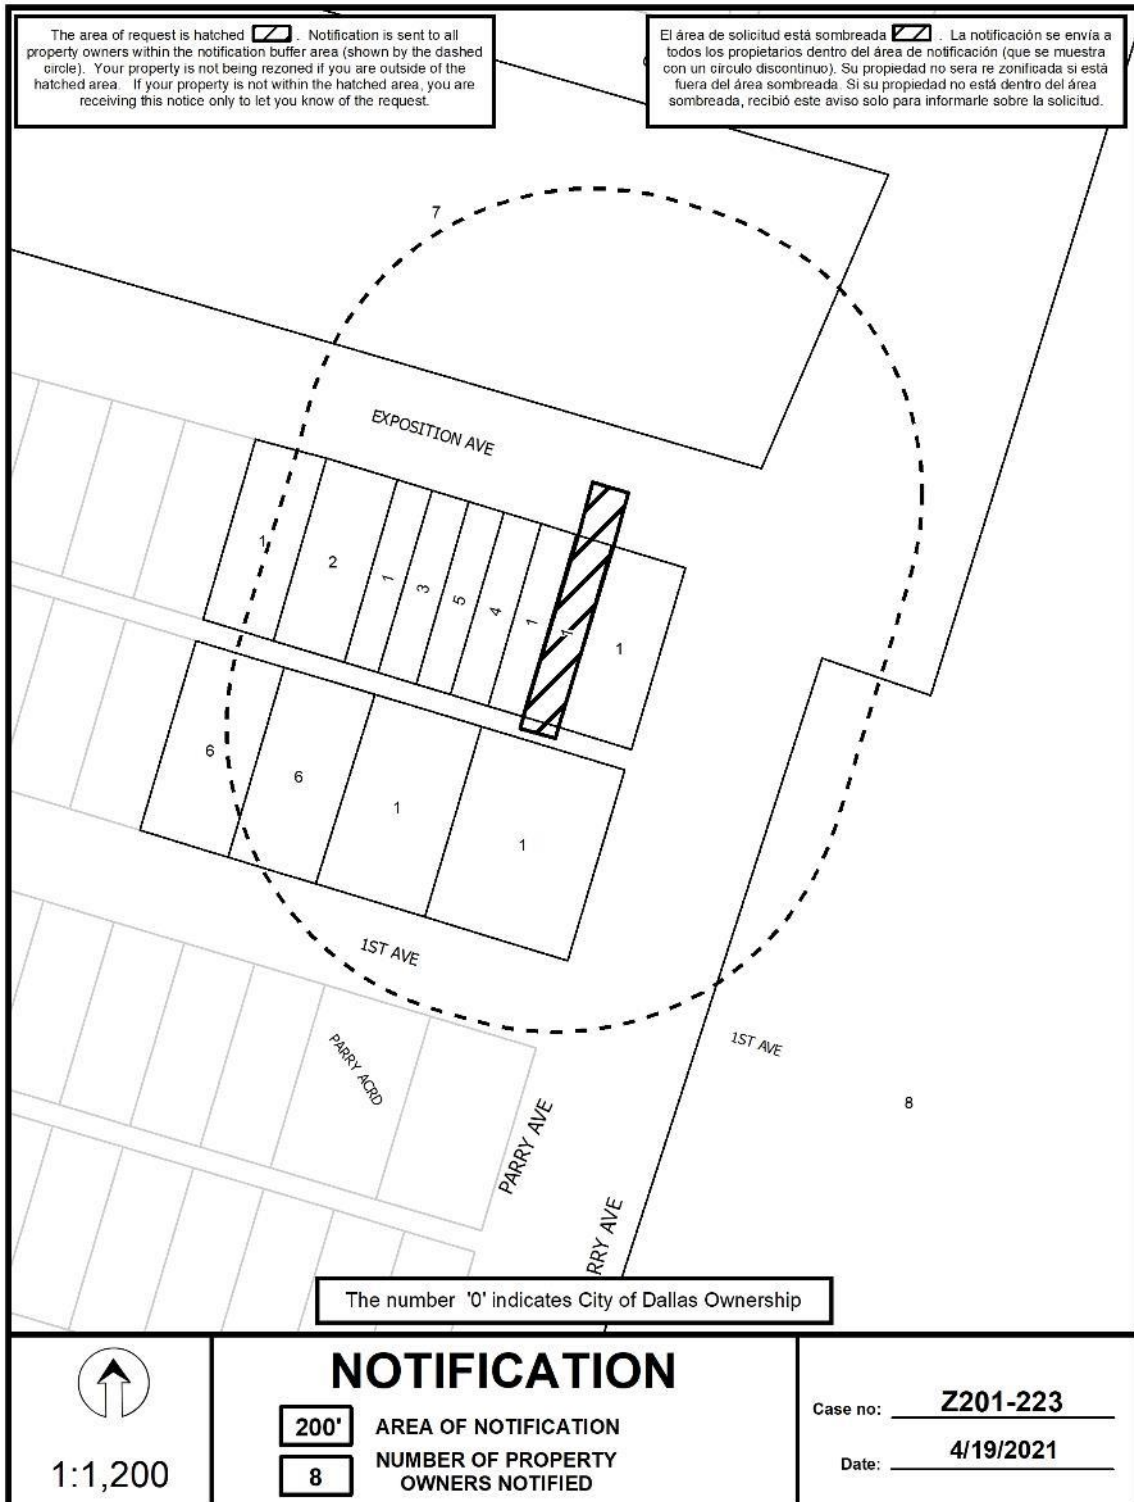 The area of request is hatched . Notification is sent to all
property owners within the notification buffer area (shown by the dashed
circle). Your property is not being rezoned if you are outside of the
hatched area. If your property is not within the hatched area, you are
receiving this notice only to let you know of the request.
El área de solicitud está sombreada . La notificación se envía a
todos los propietarios dentro del área de notificación (que se muestra
con un círculo discontinuo). Su propiedad no sera re zonificada si está
fuera del área sombreada. Si su propiedad no está dentro del área
sombreada, recibió este aviso solo para informarle sobre la solicitud.
7
EXPOSITION AVE
1
2
1
3
5
4
1
1
1
6
6
1
1
1ST AVE
1ST AVE
PARRY ACRD
8
PARRY AVE
RRY AVE
The number '0' indicates City of Dallas Ownership
1:1,200
NOTIFICATION
200' AREA OF NOTIFICATION
8 NUMBER OF PROPERTY
OWNERS NOTIFIED
Case no: Z201-223
Date: 4/19/2021